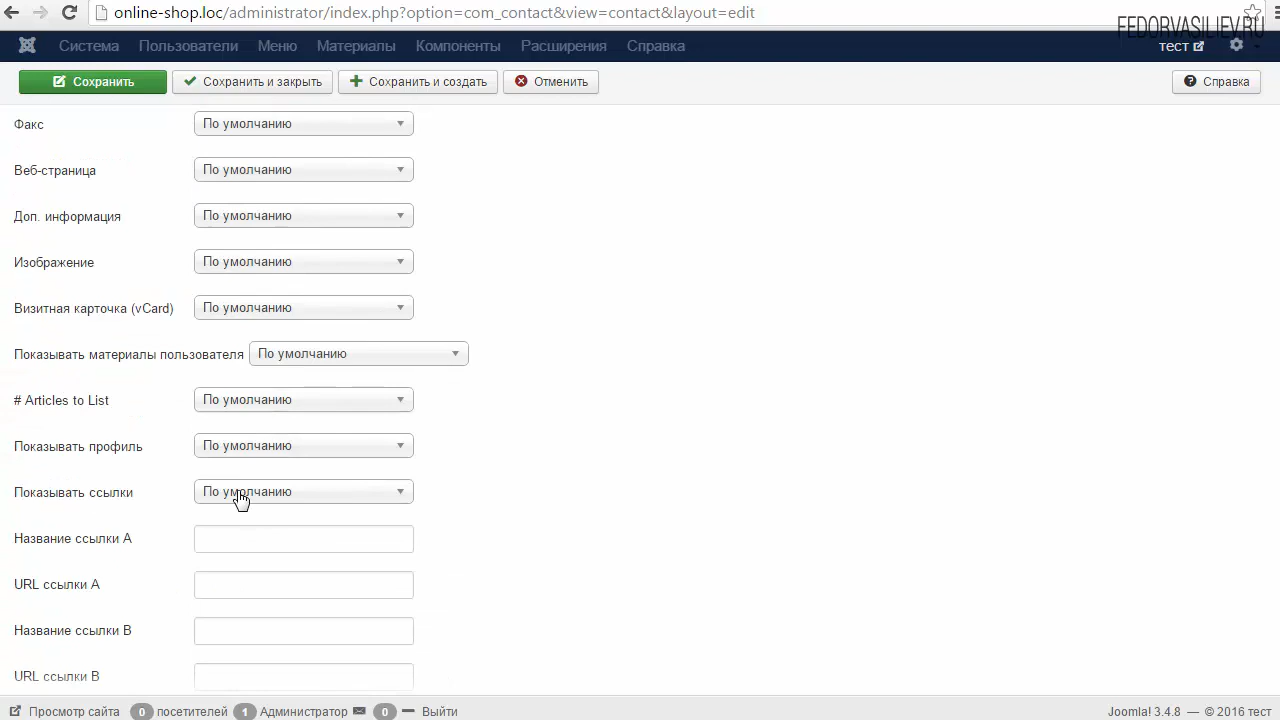 online-shop.loc/administrator/index.php?option=com_contact&view=contact&layout=edit
FEDORVASILIEV.RU
Система Пользователи Меню Материалы Компоненты Расширения Справка тест
Сохранить Сохранить и закрыть Сохранить и создать Отменить Справка
Факс По умолчанию
Веб-страница По умолчанию
Доп. информация По умолчанию
Изображение По умолчанию
Визитная карточка (vCard) По умолчанию
Показывать материалы пользователя По умолчанию
# Articles to List По умолчанию
Показывать профиль По умолчанию
Показывать ссылки По умолчанию
Название ссылки A
URL ссылки A
Название ссылки B
URL ссылки B
Просмотр сайта 0 посетителей 1 Администратор 0 Выйти Joomla! 3.4.8 — © 2016 тест